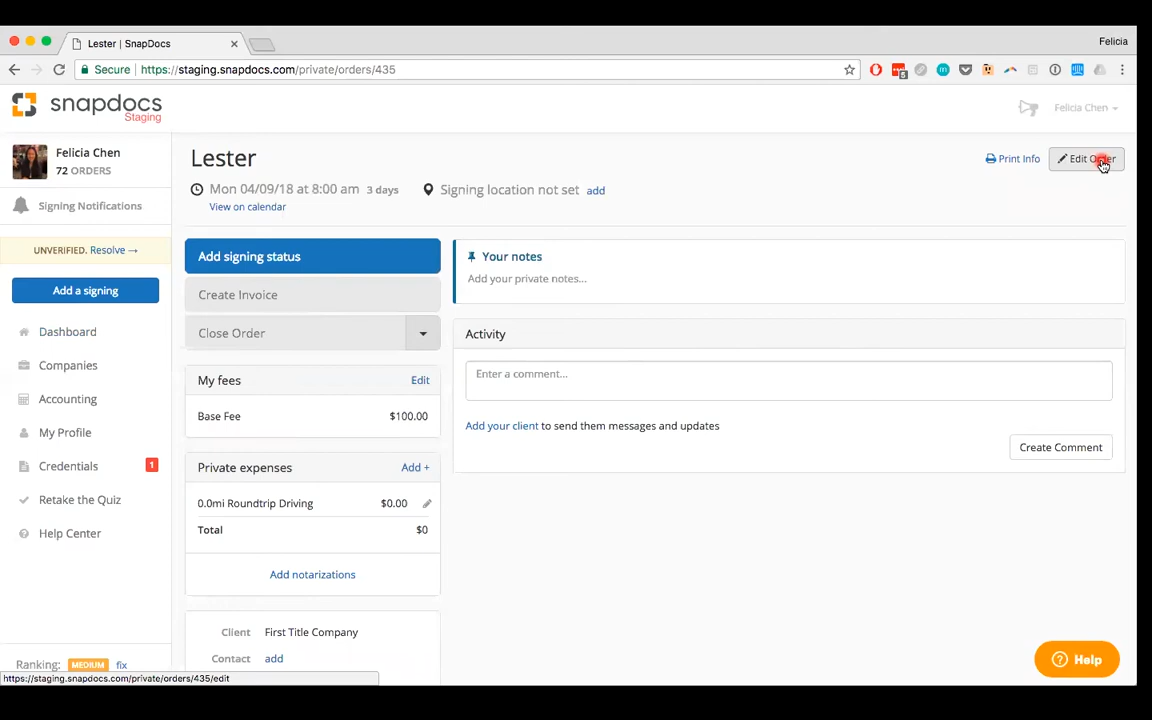 Lester | SnapDocs
Felicia
Secure https://staging.snapdocs.com/private/orders/435
snapdocs
Staging
Felicia Chen
Felicia Chen
72 ORDERS
Signing Notifications
UNVERIFIED. Resolve →
Add a signing
Dashboard
Companies
Accounting
My Profile
Credentials 1
Retake the Quiz
Help Center
Ranking: MEDIUM fix
Lester
Print Info
Edit Order
Mon 04/09/18 at 8:00 am 3 days
Signing location not set add
View on calendar
Add signing status
Create Invoice
Close Order
My fees Edit
Base Fee $100.00
Private expenses Add +
0.0mi Roundtrip Driving $0.00
Total $0
Add notarizations
Client First Title Company
Contact add
Your notes
Add your private notes...
Activity
Enter a comment...
Add your client to send them messages and updates
Create Comment
Help
https://staging.snapdocs.com/private/orders/435/edit